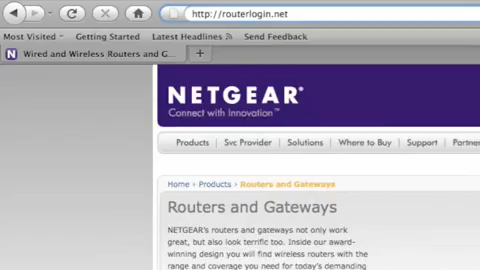 http://routerlogin.net
Most Visited Getting Started Latest Headlines Send Feedback
N Wired and Wireless Routers and G... +
NETGEAR®
Connect with Innovation™
Products | Svc Provider | Solutions | Where to Buy | Support | Partner
Home › Products › Routers and Gateways
Routers and Gateways
NETGEAR's routers and gateways not only work
great, but also look terrific too. Inside our award-
winning design you will find wireless routers with the
range and coverage you need for today's demanding